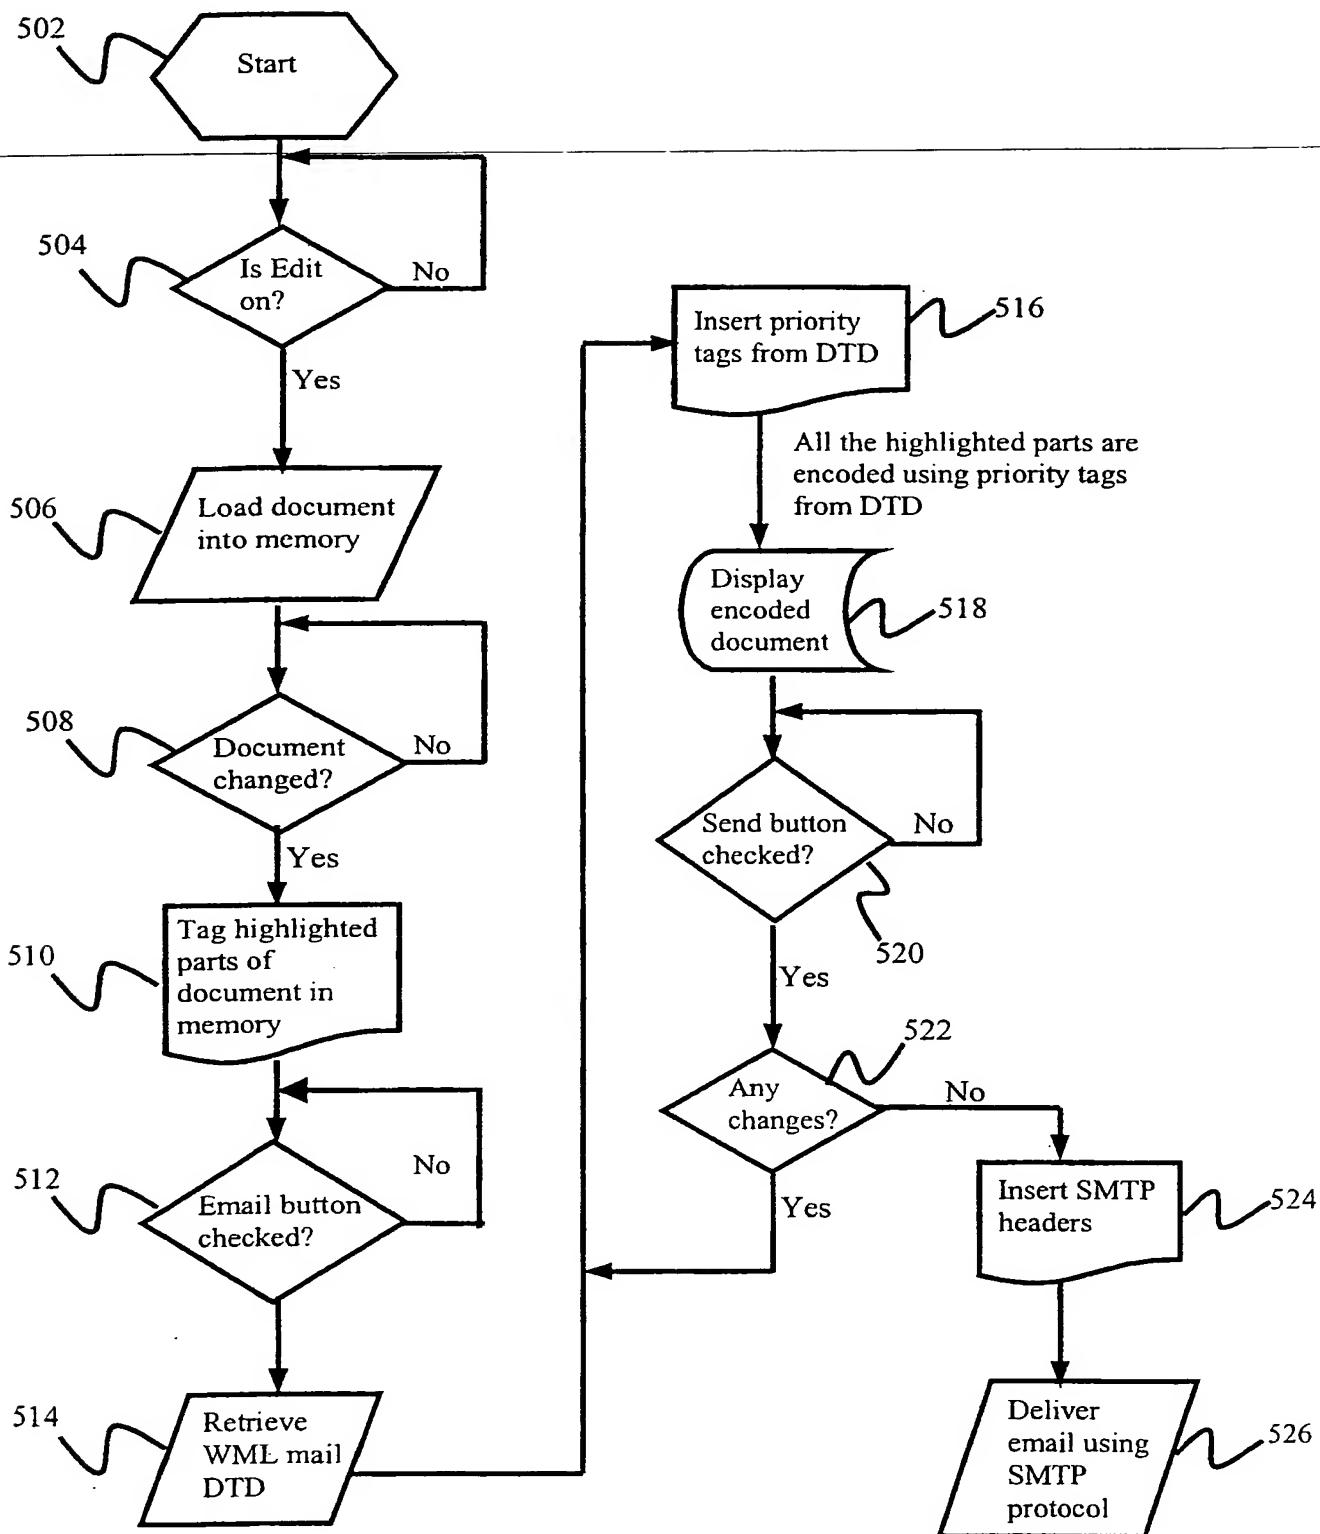 502
Start
504
Is Edit
on?
No
Yes
506
Load document
into memory
508
Document
changed?
No
Yes
510
Tag highlighted
parts of
document in
memory
512
Email button
checked?
No
514
Retrieve
WML mail
DTD
Insert priority
tags from DTD
516
All the highlighted parts are
encoded using priority tags
from DTD
Display
encoded
document
518
Send button
checked?
No
520
Yes
522
Any
changes?
No
Yes
Insert SMTP
headers
524
Deliver
email using
SMTP
protocol
526